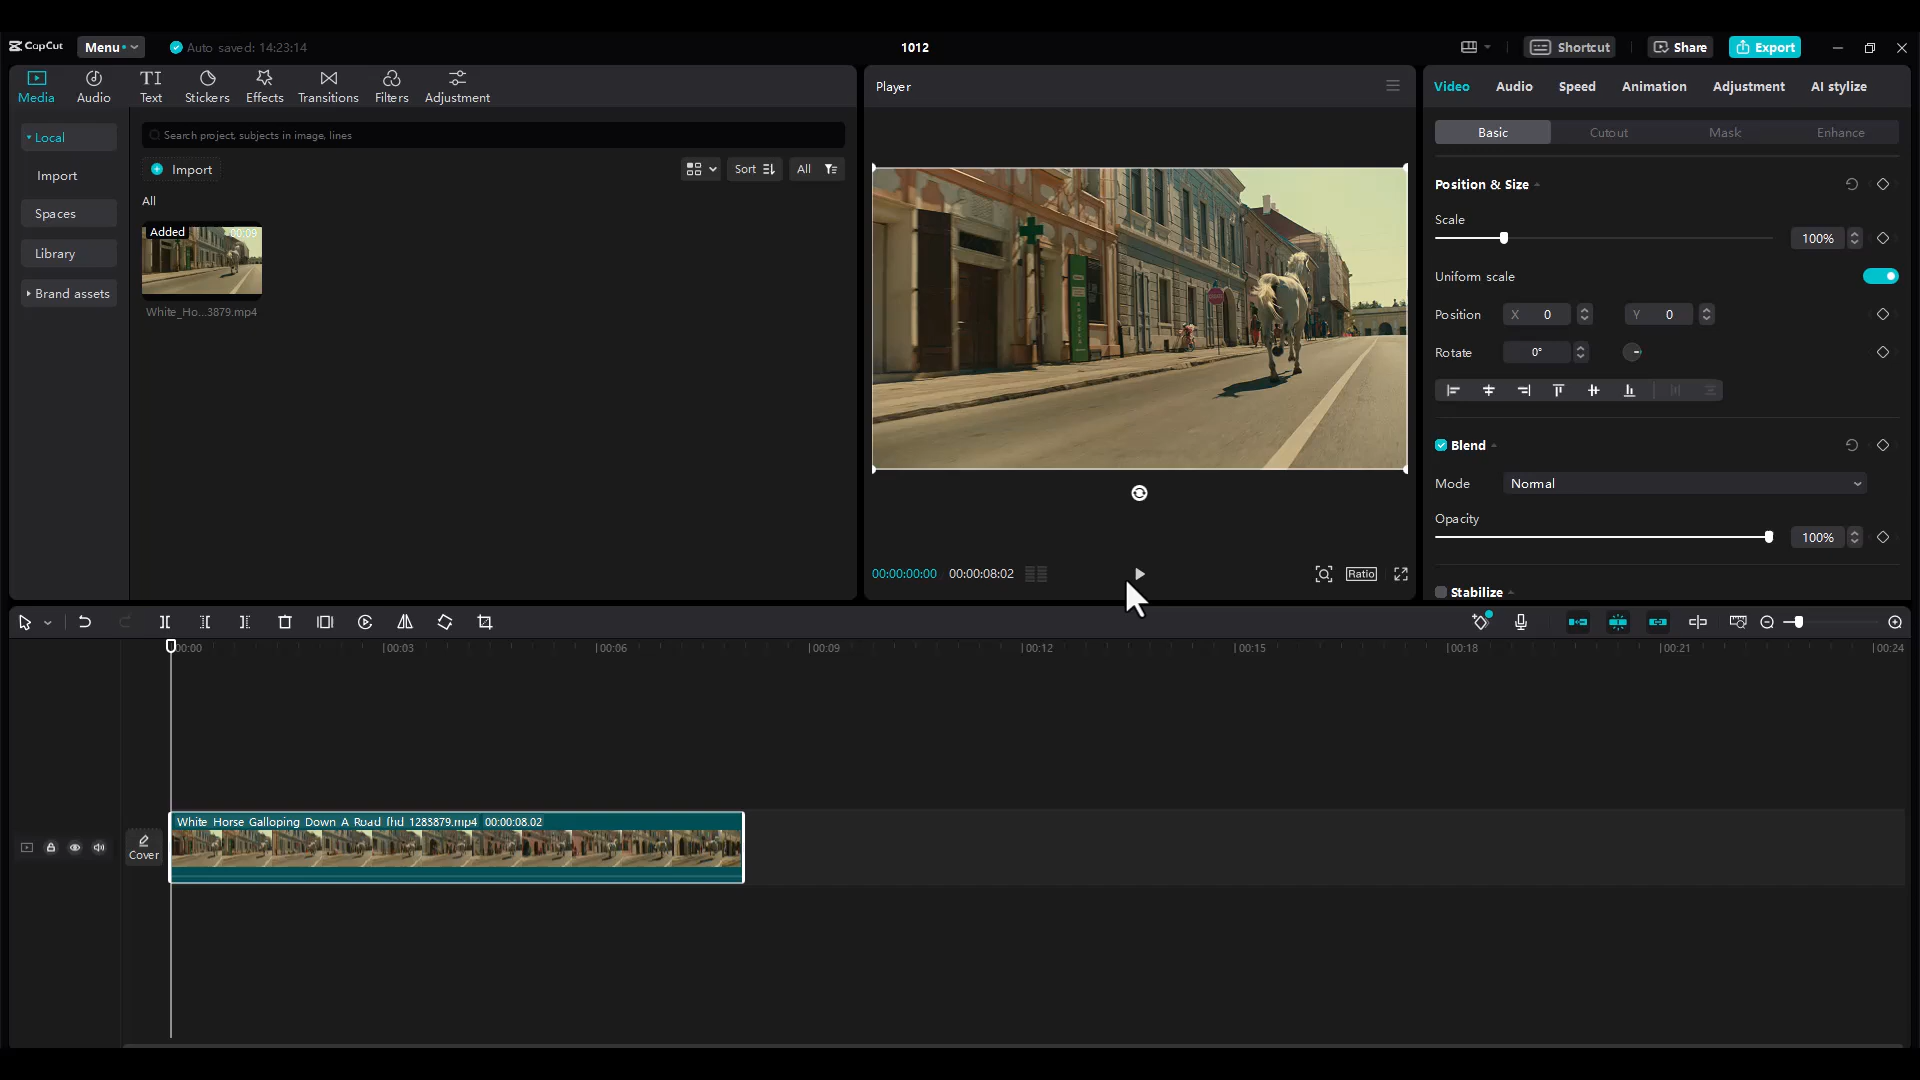 CapCut
Menu
Auto saved: 14:23:14
1012
Shortcut
Share
Export
Media
Audio
Text
Stickers
Effects
Transitions
Filters
Adjustment
Local
Import
Spaces
Library
Brand assets
Search project, subjects in image, lines
Import
Sort
All
All
Added
00:09
White_Ho...3879.mp4
Player
00:00:00:00
00:00:08:02
Ratio
Video
Audio
Speed
Animation
Adjustment
AI stylize
Basic
Cutout
Mask
Enhance
Position & Size
Scale
100%
Uniform scale
Position
X 0
Y 0
Rotate
0°
Blend
Mode
Normal
Opacity
100%
Stabilize
00:00
00:03
00:06
00:09
00:12
00:15
00:18
00:21
00:24
Cover
White Horse Galloping Down A Road fhd 1283879.mp4 00:00:08:02